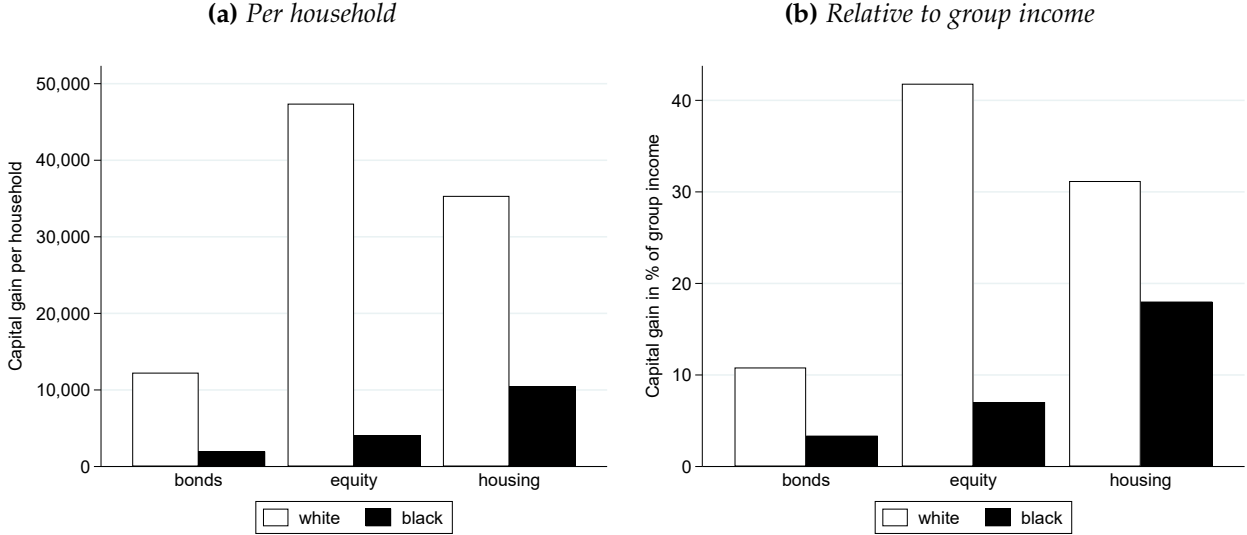 (a) Per household
Capital gain per household
50,000
40,000
30,000
20,000
10,000
0
bonds equity housing
white black
(b) Relative to group income
Capital gain in % of group income
40
30
20
10
0
bonds equity housing
white black